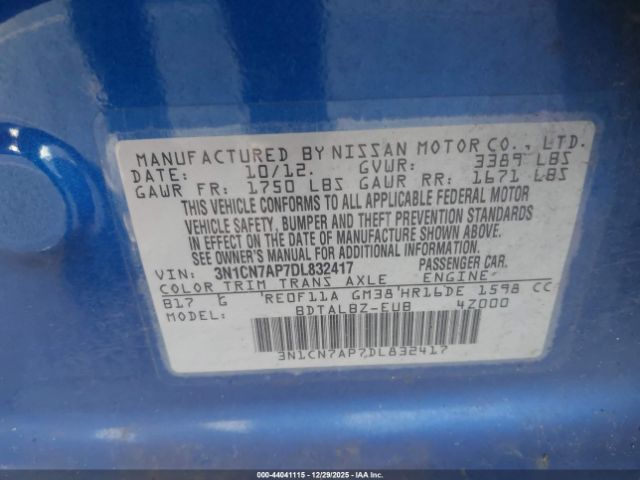 MANUFACTURED BY NISSAN MOTOR CO., LTD.
DATE: 10/12. GVWR: 3389 LBS
GAWR FR: 1750 LBS GAWR RR: 1671 LBS
THIS VEHICLE CONFORMS TO ALL APPLICABLE FEDERAL MOTOR
VEHICLE SAFETY, BUMPER AND THEFT PREVENTION STANDARDS
IN EFFECT ON THE DATE OF MANUFACTURE SHOWN ABOVE.
SEE OWNER'S MANUAL FOR ADDITIONAL INFORMATION.
VIN: 3N1CN7AP7DL832417 PASSENGER CAR.
COLOR TRIM TRANS AXLE ENGINE
B17 G RE0F11A GM38 HR16DE 1598 CC
MODEL: BDTALBZ-EUB 4Z000
3N1CN7AP7DL832417
© IAA - 44041115 - 12/29/2025 - IAAI.COM